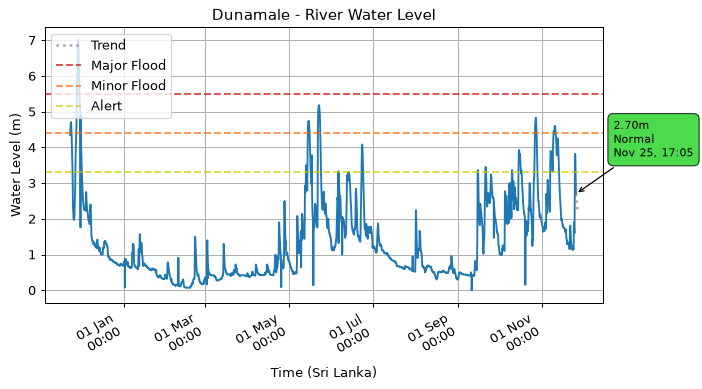 Dunamale - River Water Level
Trend
Major Flood
Minor Flood
Alert
7
6
5
4
3
2
1
0
Water Level (m)
2.70m
Normal
Nov 25, 17:05
01 Jan
00:00
01 Mar
00:00
01 May
00:00
01 Jul
00:00
01 Sep
00:00
01 Nov
00:00
Time (Sri Lanka)